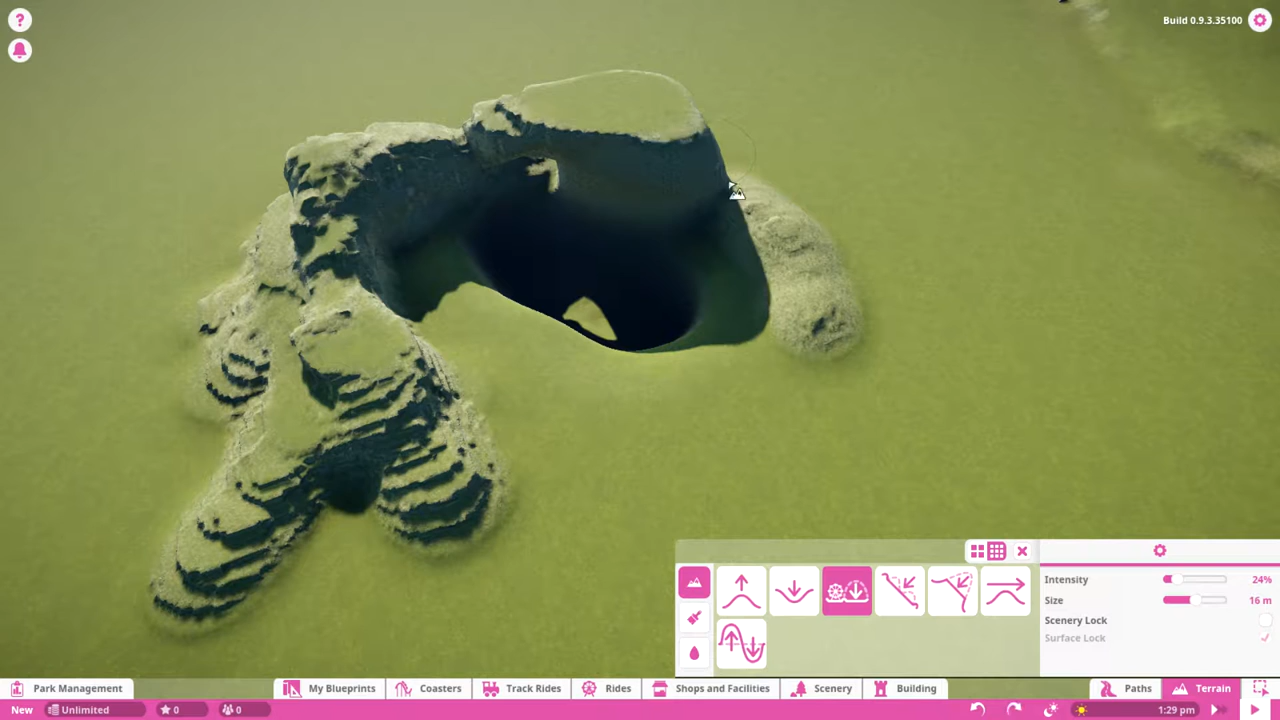 ?
Build 0.9.3.35100
Intensity 24%
Size 16 m
Scenery Lock
Surface Lock
Park Management My Blueprints Coasters Track Rides Rides Shops and Facilities Scenery Building Paths Terrain
New Unlimited 0 0 1:29 pm